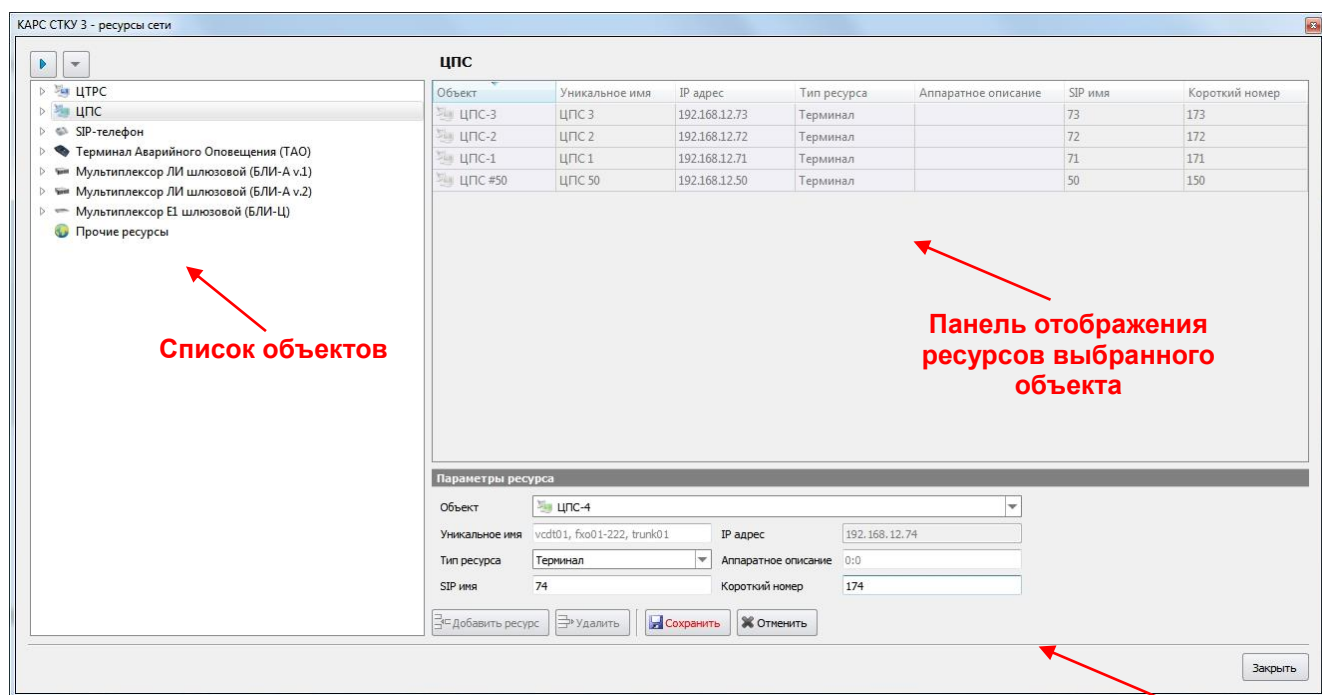 КАРС СТКУ 3 - ресурсы сети
ЦПС
ЦТРС
ЦПС
SIP-телефон
Терминал Аварийного Оповещения (ТАО)
Мультиплексор ЛИ шлюзовой (БЛИ-А v.1)
Мультиплексор ЛИ шлюзовой (БЛИ-А v.2)
Мультиплексор E1 шлюзовой (БЛИ-Ц)
Прочие ресурсы
Список объектов
Объект Уникальное имя IP адрес Тип ресурса Аппаратное описание SIP имя Короткий номер
ЦПС-3 ЦПС 3 192.168.12.73 Терминал 73 173
ЦПС-2 ЦПС 2 192.168.12.72 Терминал 72 172
ЦПС-1 ЦПС 1 192.168.12.71 Терминал 71 171
ЦПС #50 ЦПС 50 192.168.12.50 Терминал 50 150
Панель отображения
ресурсов выбранного
объекта
Параметры ресурса
Объект ЦПС-4
Уникальное имя vcdt01, fxo01-222, trunk01 IP адрес 192.168.12.74
Тип ресурса Терминал Аппаратное описание 0:0
SIP имя 74 Короткий номер 174
Добавить ресурс Удалить Сохранить Отменить
Закрыть